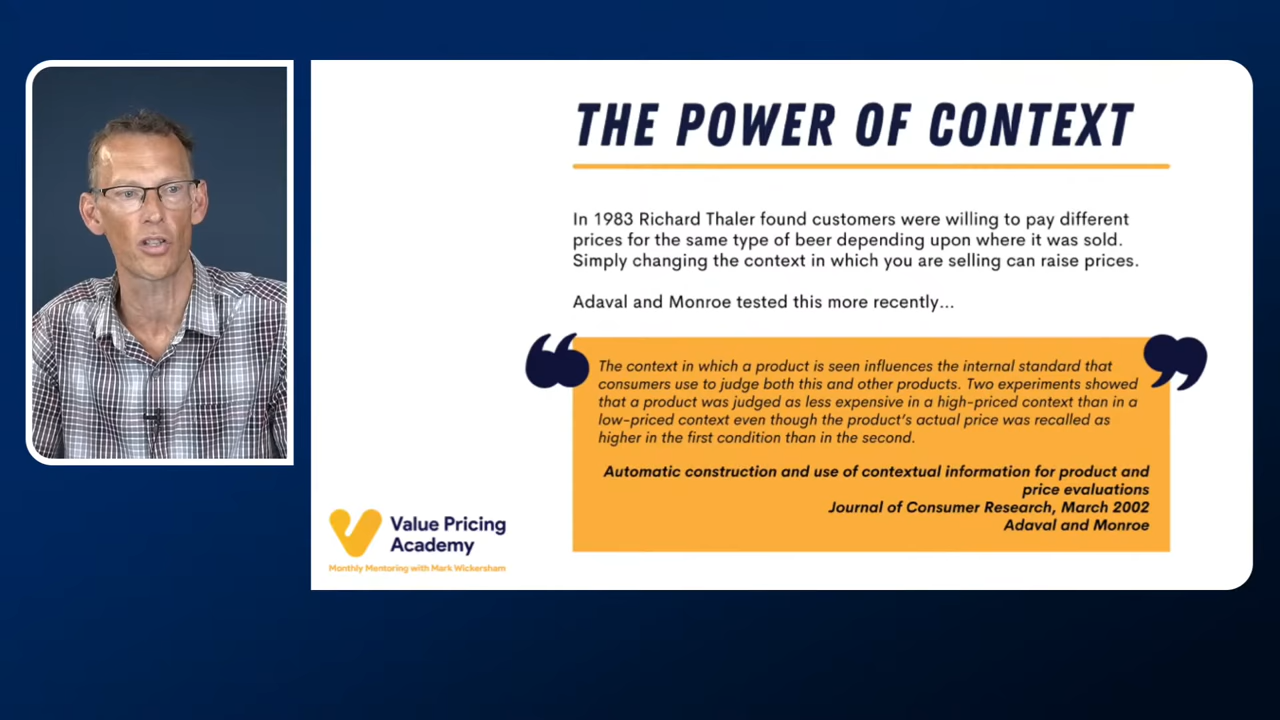 THE POWER OF CONTEXT
In 1983 Richard Thaler found customers were willing to pay different
prices for the same type of beer depending upon where it was sold.
Simply changing the context in which you are selling can raise prices.
Adaval and Monroe tested this more recently...
“
”
The context in which a product is seen influences the internal standard that
consumers use to judge both this and other products. Two experiments showed
that a product was judged as less expensive in a high-priced context than in a
low-priced context even though the product's actual price was recalled as
higher in the first condition than in the second.
Automatic construction and use of contextual information for product and
price evaluations
Journal of Consumer Research, March 2002
Adaval and Monroe
Value Pricing
Academy
Monthly Mentoring with Mark Wickersham